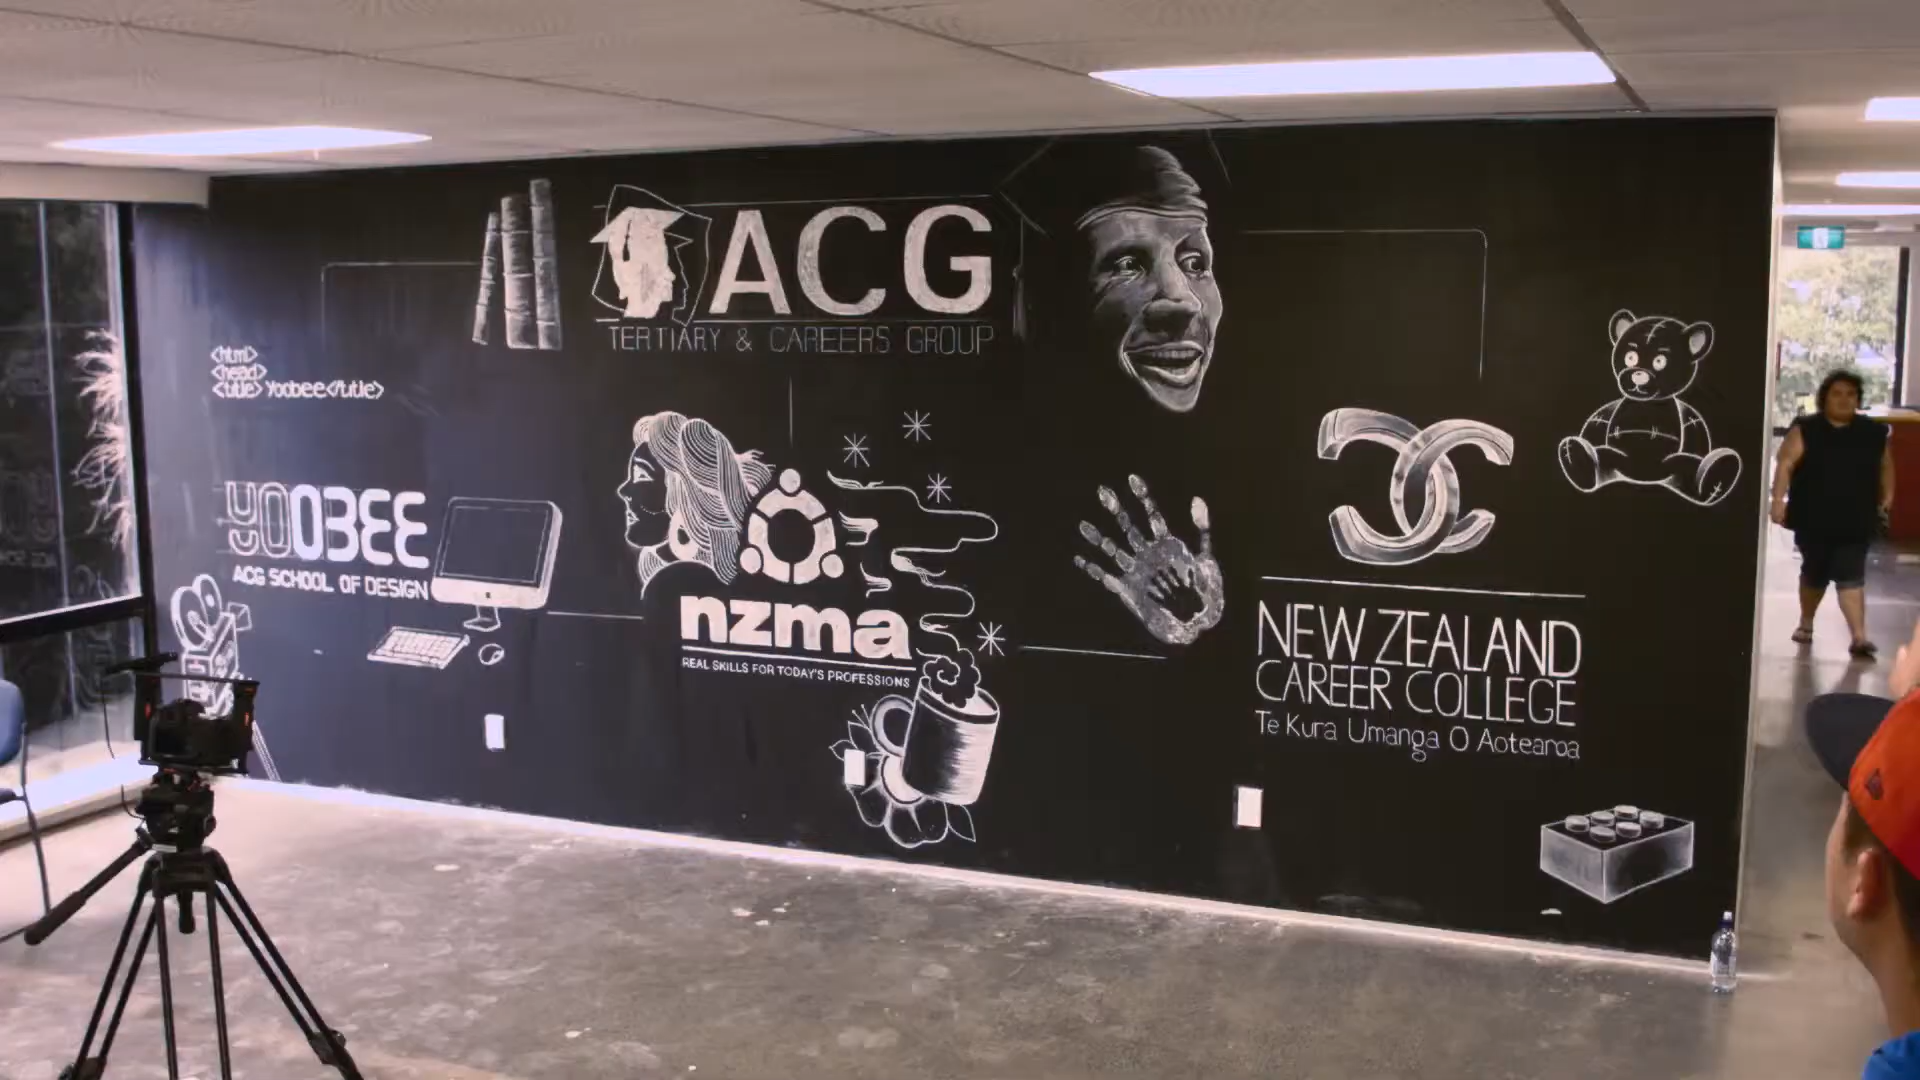 ACG
TERTIARY & CAREERS GROUP
<html>
<head>
<title> Yoobee</title>
YOOBEE
ACG SCHOOL OF DESIGN
nzma
REAL SKILLS FOR TODAY'S PROFESSIONS
NEW ZEALAND
CAREER COLLEGE
Te Kura Umanga O Aotearoa